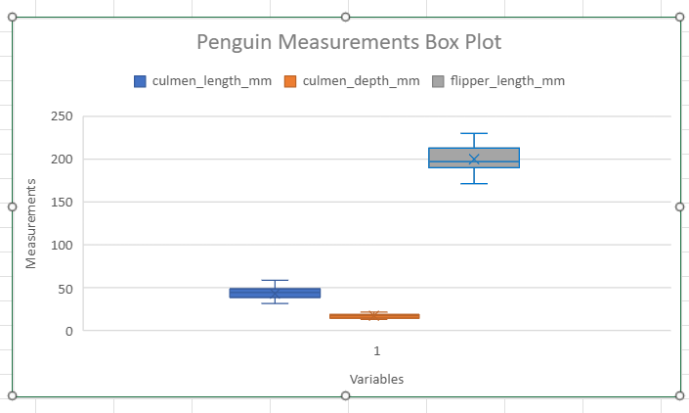 Penguin Measurements Box Plot
culmen_length_mm culmen_depth_mm flipper_length_mm
250
200
150
100
50
0
Measurements
1
Variables